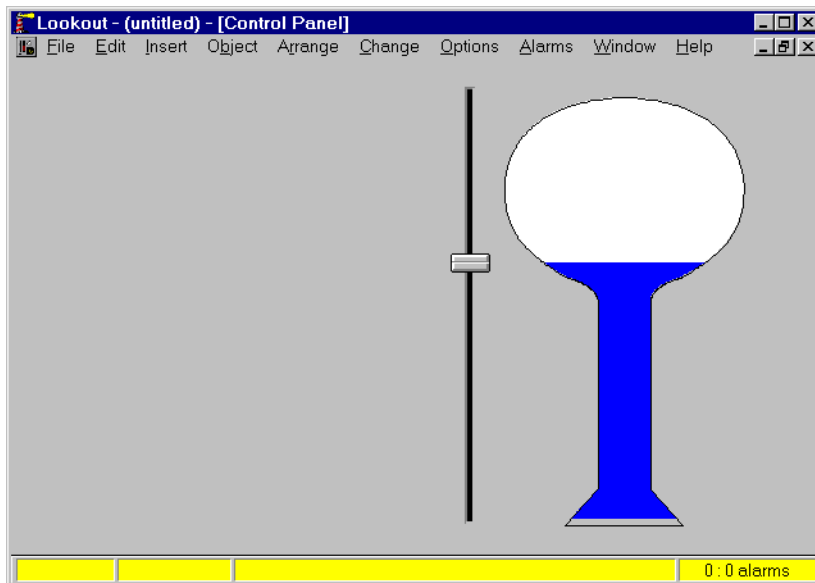 Lookout - (untitled) - [Control Panel]
File Edit Insert Object Arrange Change Options Alarms Window Help
0 : 0 alarms